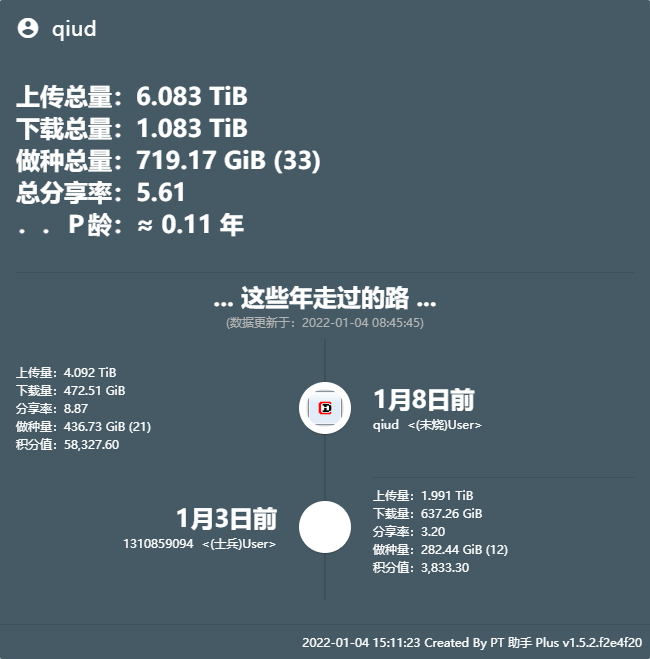 qiud
上传总量：6.083 TiB
下载总量：1.083 TiB
做种总量：719.17 GiB (33)
总分享率：5.61
．．P龄：≈ 0.11 年
... 这些年走过的路 ...
(数据更新于：2022-01-04 08:45:45)
上传量：4.092 TiB
下载量：472.51 GiB
分享率：8.87
做种量：436.73 GiB (21)
积分值：58,327.60
1月8日前
qiud <(未烧)User>
1月3日前
1310859094 <(士兵)User>
上传量：1.991 TiB
下载量：637.26 GiB
分享率：3.20
做种量：282.44 GiB (12)
积分值：3,833.30
2022-01-04 15:11:23 Created By PT 助手 Plus v1.5.2.f2e4f20